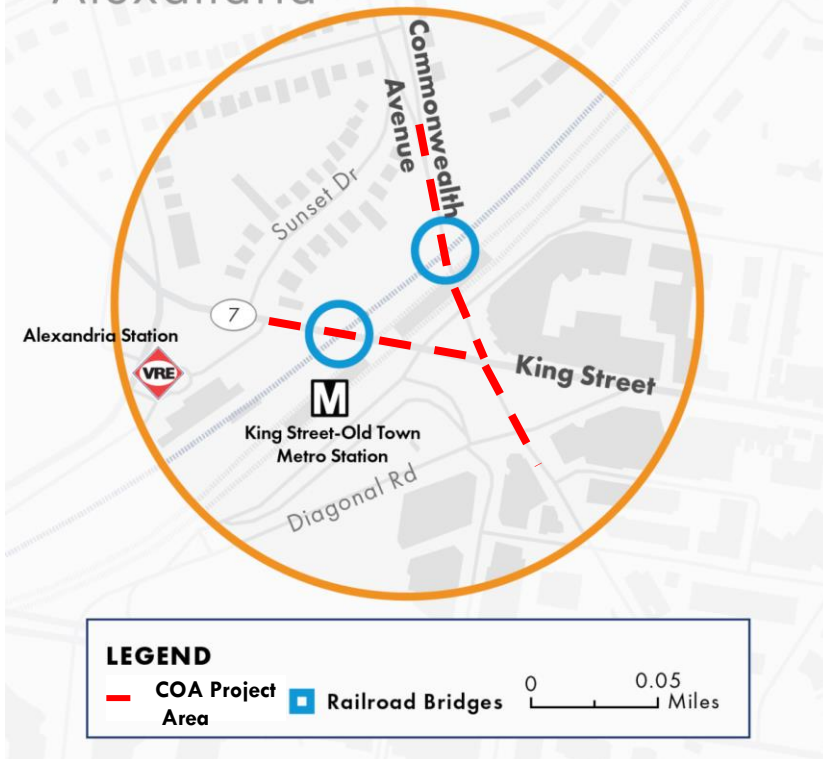 Alexandria
Commonwealth
Avenue
Sunset Dr
7
Alexandria Station
VRE
King Street
M
King Street-Old Town
Metro Station
Diagonal Rd
LEGEND
COA Project
Area
Railroad Bridges
0
0.05
Miles